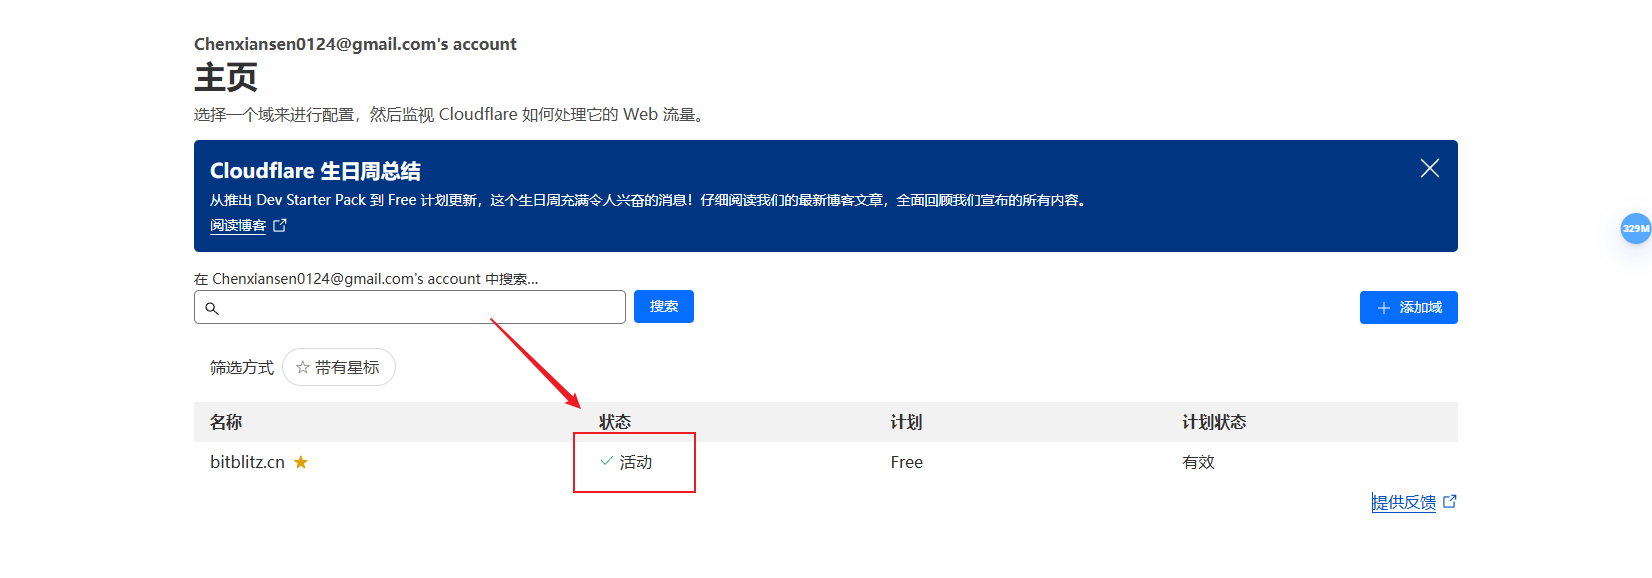 Chenxiansen0124@gmail.com's account
主页
选择一个域来进行配置，然后监视 Cloudflare 如何处理它的 Web 流量。
Cloudflare 生日周总结
从推出 Dev Starter Pack 到 Free 计划更新，这个生日周充满令人兴奋的消息！仔细阅读我们的最新博客文章，全面回顾我们宣布的所有内容。
阅读博客
329M
在 Chenxiansen0124@gmail.com's account 中搜索...
搜索
添加域
筛选方式 带有星标
名称 状态 计划 计划状态
bitblitz.cn 活动 Free 有效
提供反馈